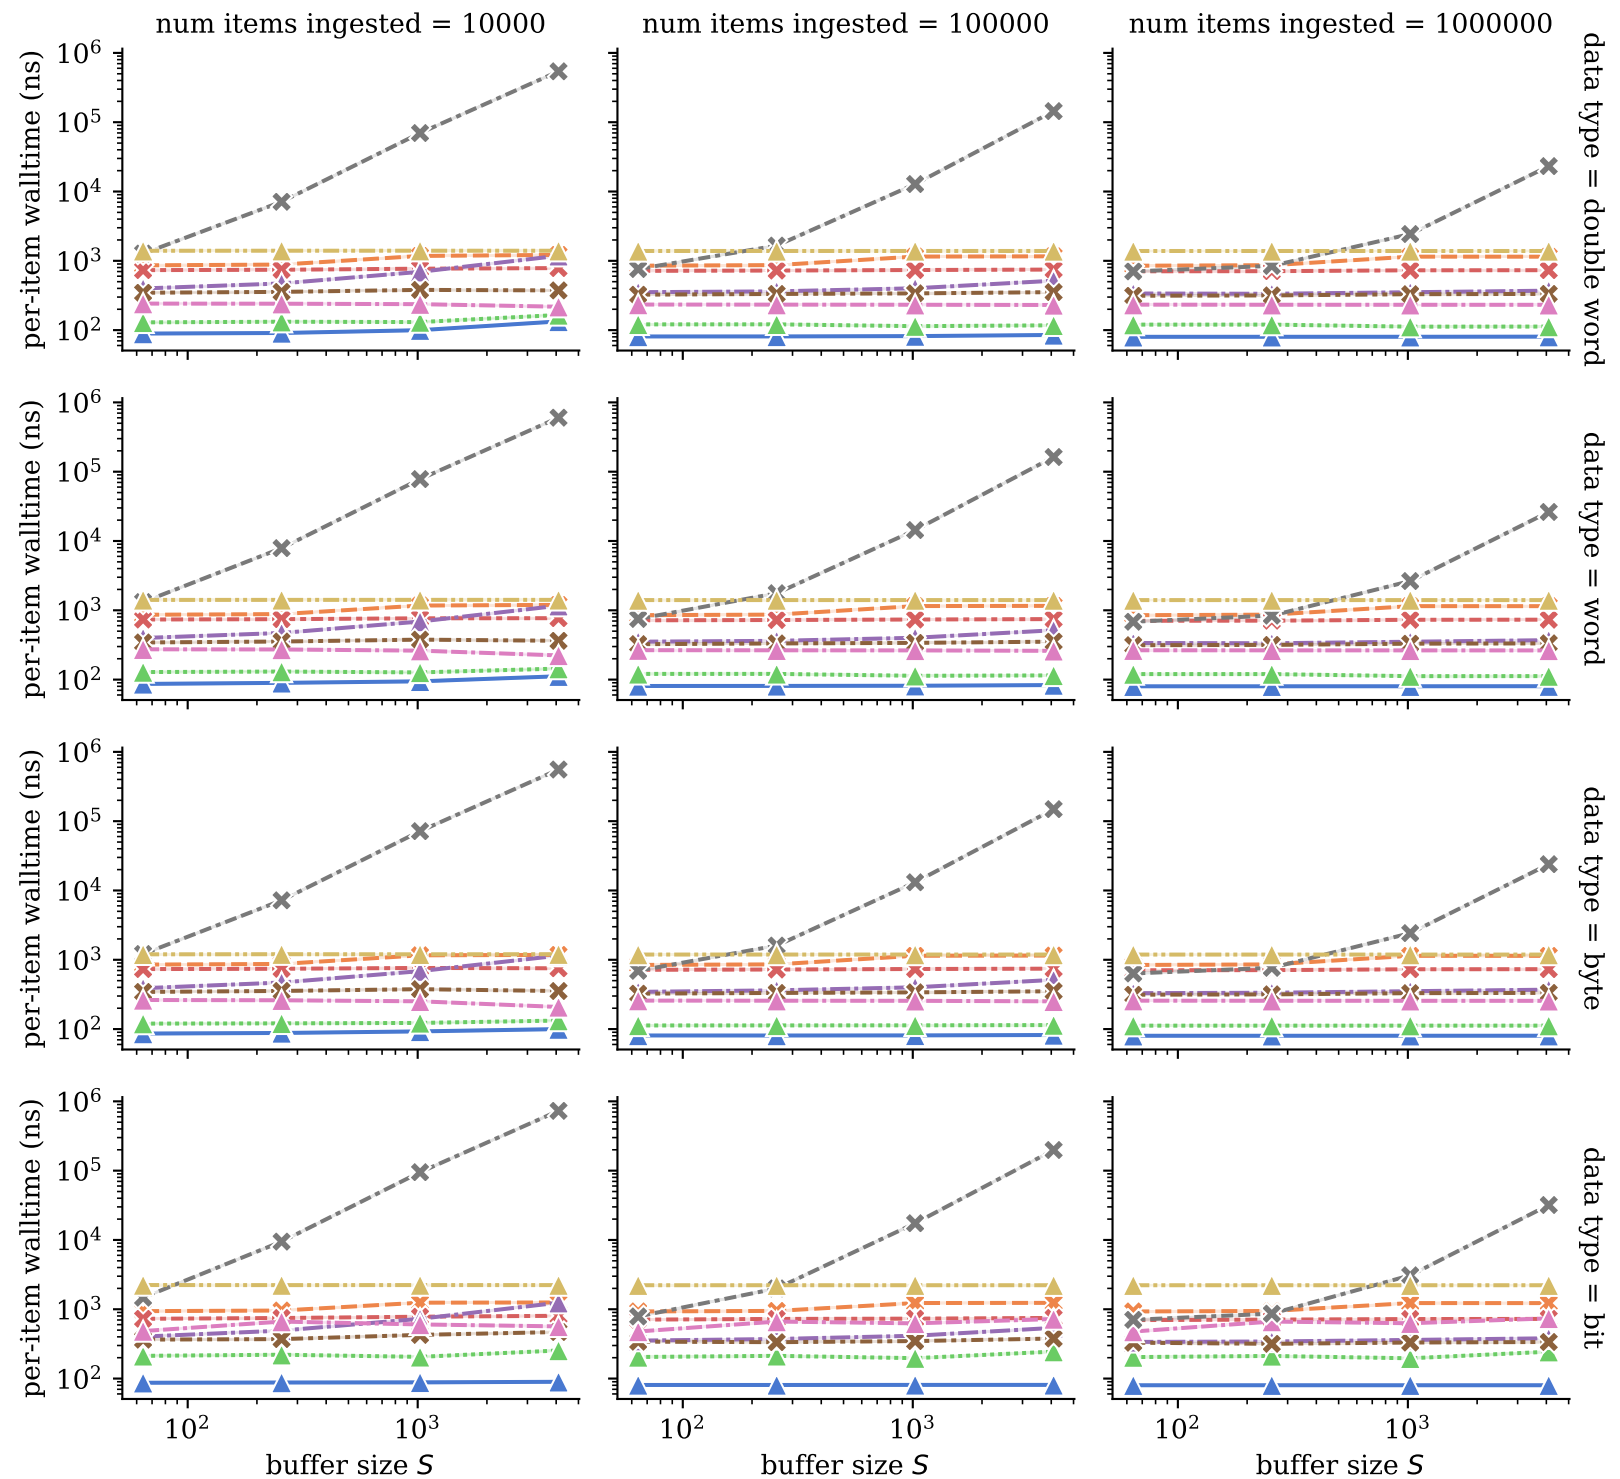 num items ingested = 10000
num items ingested = 100000
num items ingested = 1000000
per-item walltime (ns)
10⁶
10⁵
10⁴
10³
10²
data type = double word
per-item walltime (ns)
10⁶
10⁵
10⁴
10³
10²
data type = word
per-item walltime (ns)
10⁶
10⁵
10⁴
10³
10²
data type = byte
per-item walltime (ns)
10⁶
10⁵
10⁴
10³
10²
data type = bit
10² 10³
10² 10³
10² 10³
buffer size S
buffer size S
buffer size S